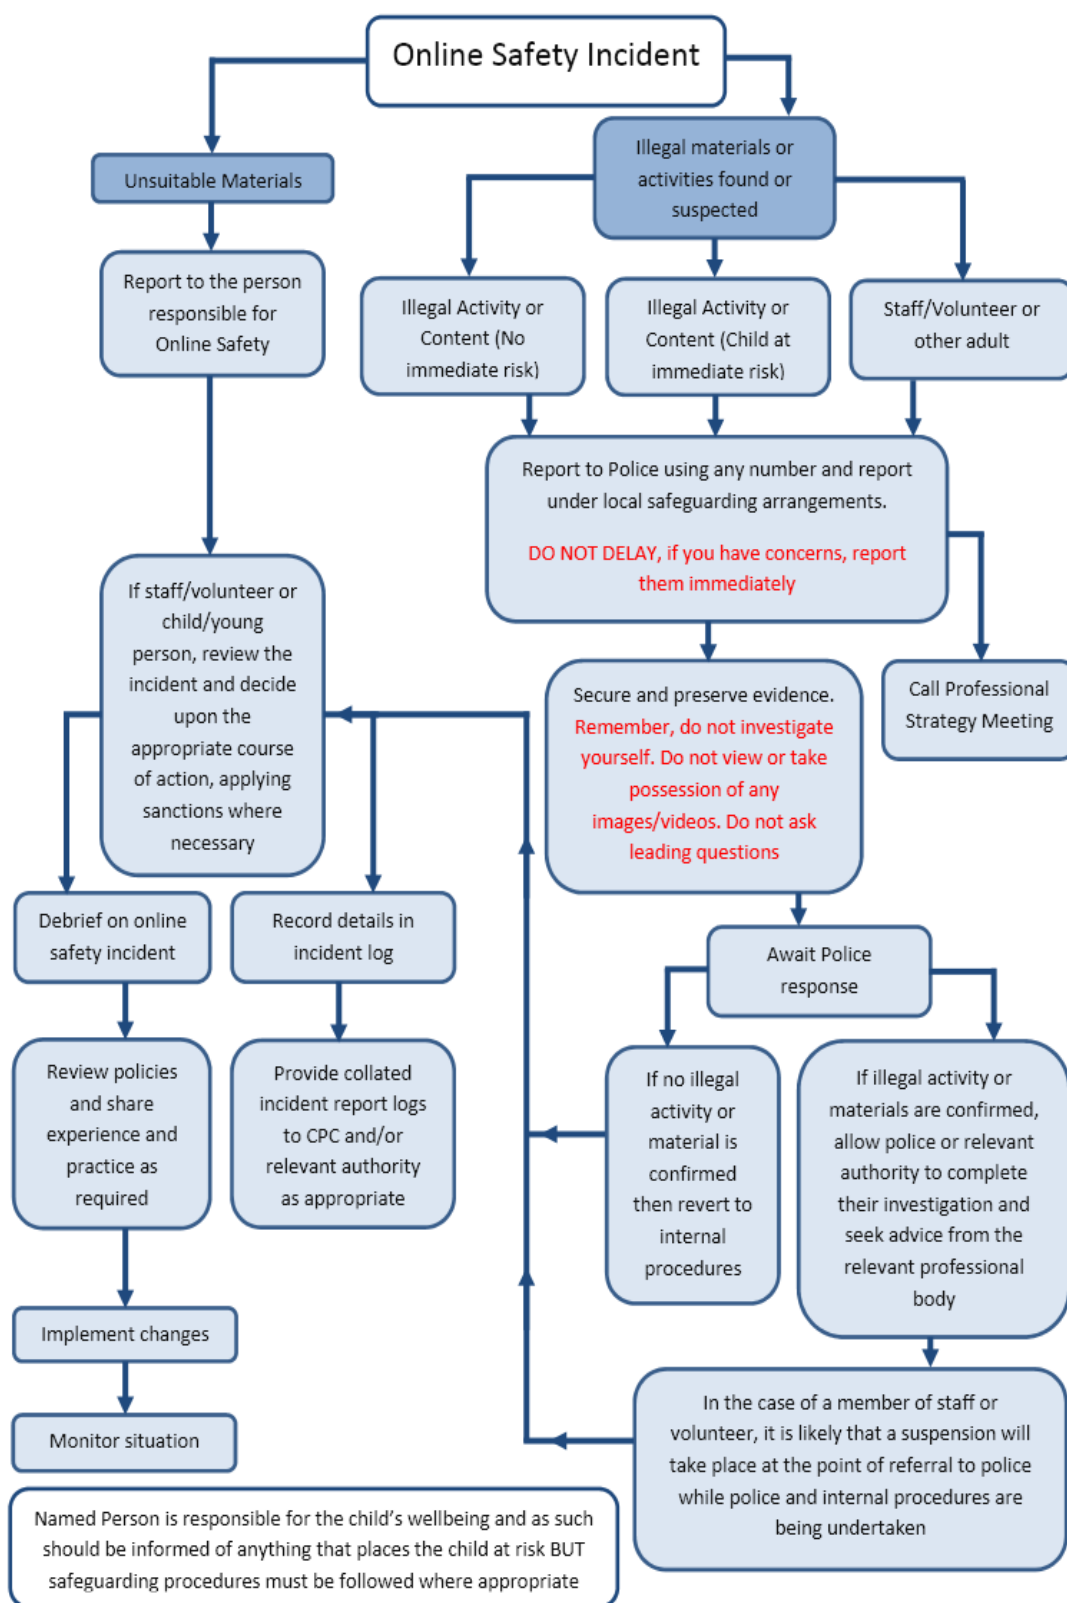 Online Safety Incident
Unsuitable Materials
Illegal materials or
activities found or
suspected
Report to the person
responsible for
Online Safety
Illegal Activity or
Content (No
immediate risk)
Illegal Activity or
Content (Child at
immediate risk)
Staff/Volunteer or
other adult
Report to Police using any number and report
under local safeguarding arrangements.
DO NOT DELAY, if you have concerns, report
them immediately
If staff/volunteer or
child/young
person, review the
incident and decide
upon the
appropriate course
of action, applying
sanctions where
necessary
Secure and preserve evidence.
Remember, do not investigate
yourself. Do not view or take
possession of any
images/videos. Do not ask
leading questions
Call Professional
Strategy Meeting
Debrief on online
safety incident
Record details in
incident log
Await Police
response
Review policies
and share
experience and
practice as
required
Provide collated
incident report logs
to CPC and/or
relevant authority
as appropriate
If no illegal
activity or
material is
confirmed
then revert to
internal
procedures
If illegal activity or
materials are confirmed,
allow police or relevant
authority to complete
their investigation and
seek advice from the
relevant professional
body
Implement changes
Monitor situation
In the case of a member of staff or
volunteer, it is likely that a suspension will
take place at the point of referral to police
while police and internal procedures are
being undertaken
Named Person is responsible for the child's wellbeing and as such
should be informed of anything that places the child at risk BUT
safeguarding procedures must be followed where appropriate